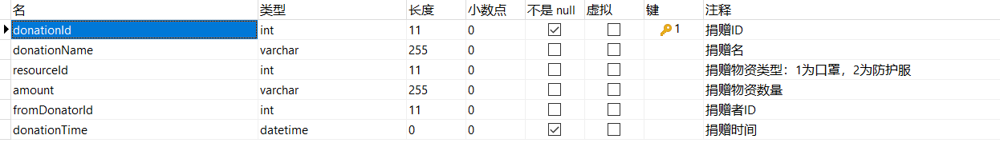 名 类型 长度 小数点 不是 null 虚拟 键 注释
donationId int 11 0 1 捐赠ID
donationName varchar 255 0 捐赠名
resourceId int 11 0 捐赠物资类型：1为口罩，2为防护服
amount varchar 255 0 捐赠物资数量
fromDonatorId int 11 0 捐赠者ID
donationTime datetime 0 0 捐赠时间